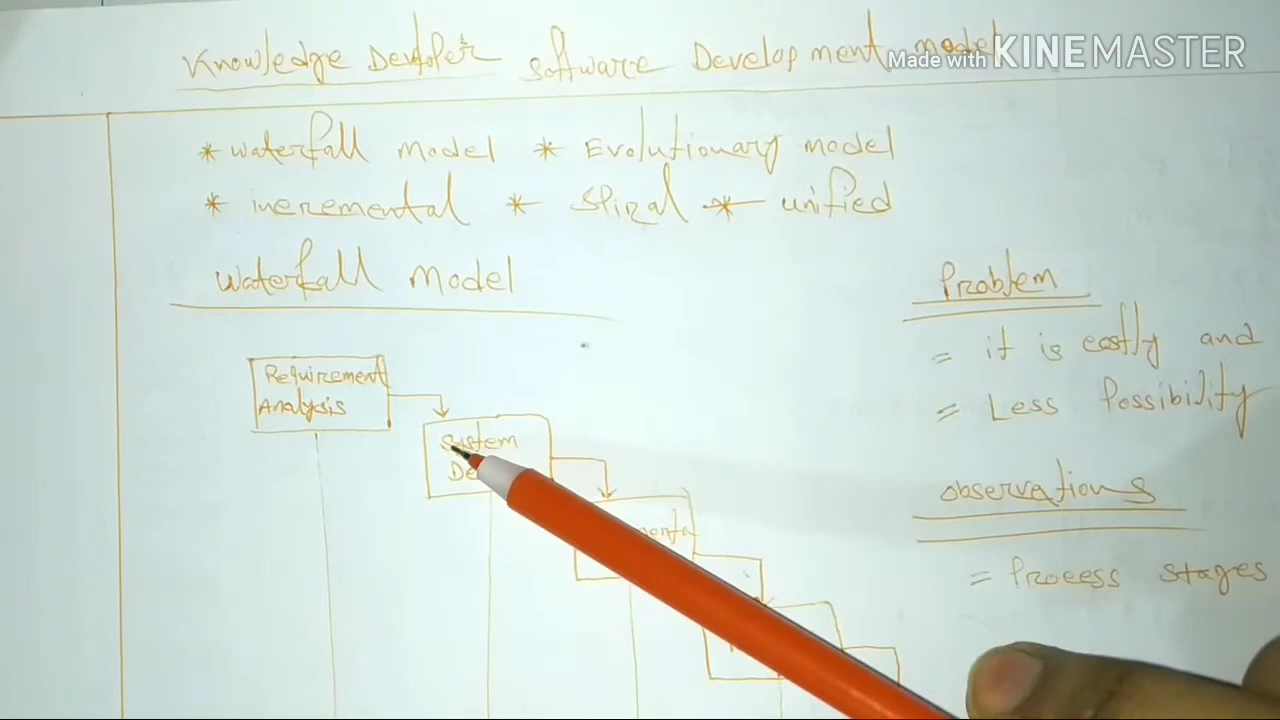 Knowledge Developer Software Development model
Made with KINEMASTER
* waterfall model * Evolutionary model
* incremental * Spiral * unified
waterfall Model
Problem
= it is costly and
= Less Possibility
Requirement
Analysis
System
observations
= Process stages